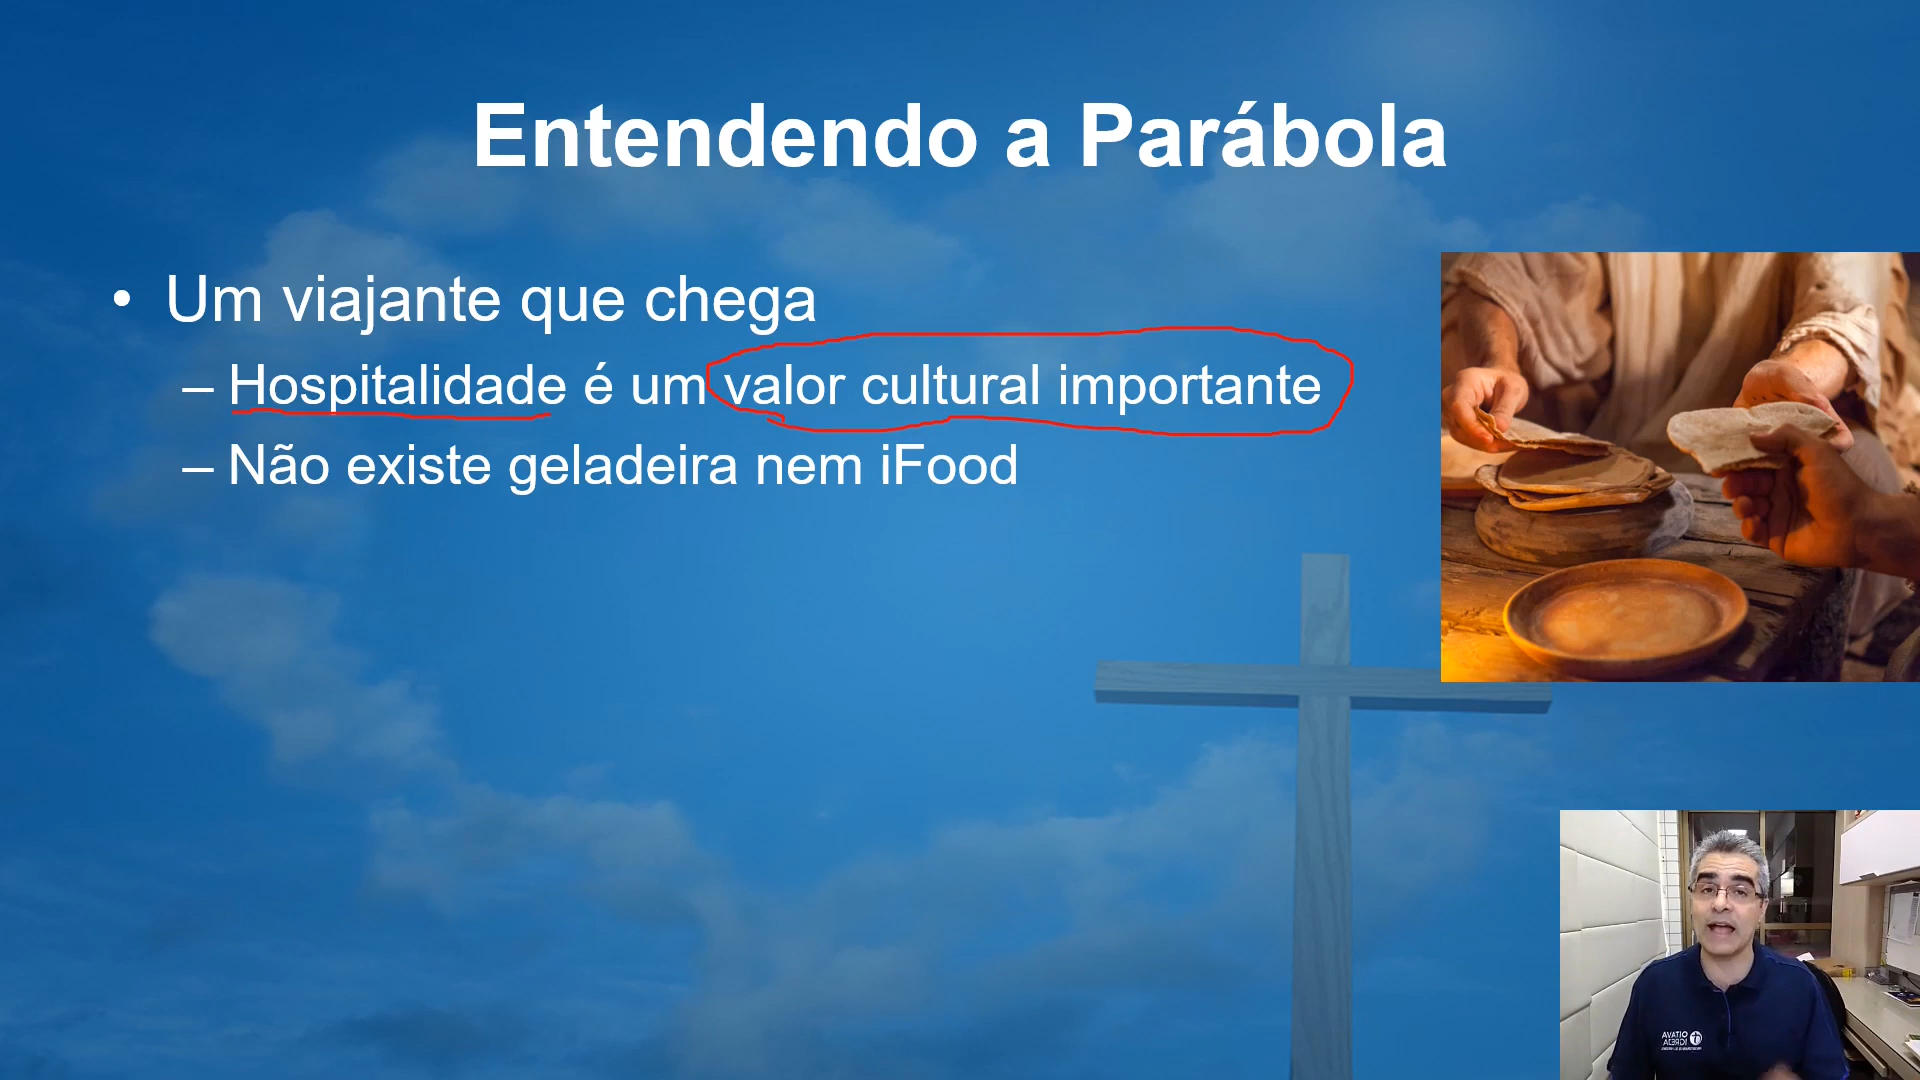 Entendendo a Parábola
• Um viajante que chega
– Hospitalidade é um valor cultural importante
– Não existe geladeira nem iFood